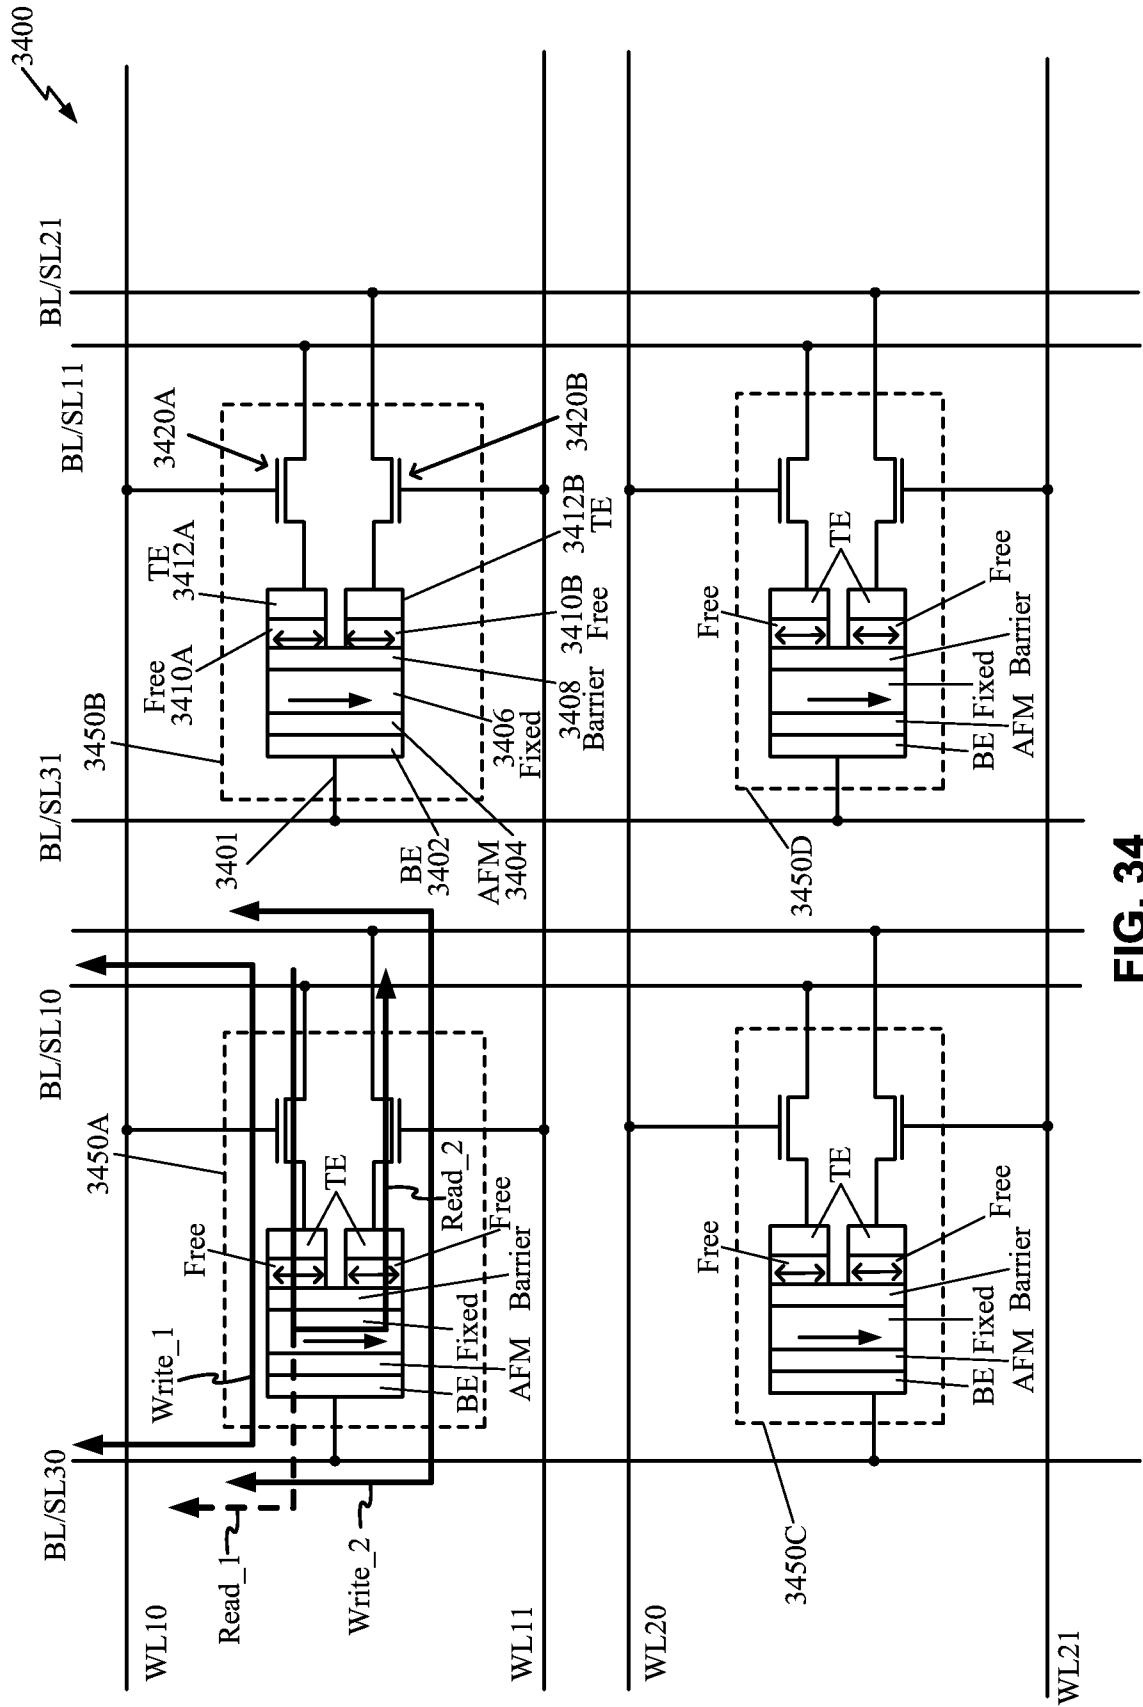 3400
BL/SL30
BL/SL10
BL/SL31
BL/SL11
BL/SL21
WL10
Write_1
Read_1
Write_2
3450A
Free
TE
Read_2
Free
Barrier
Fixed
AFM
BE
3450B
3401
Free
3410A
TE
3412A
3420A
3420B
3412B
TE
3410B
Free
3408
Barrier
3406
Fixed
AFM
3404
BE
3402
WL11
WL20
3450C
Free
TE
Free
Barrier
BE Fixed
AFM
3450D
Free
TE
Free
Barrier
BE Fixed
AFM
WL21
FIG. 34